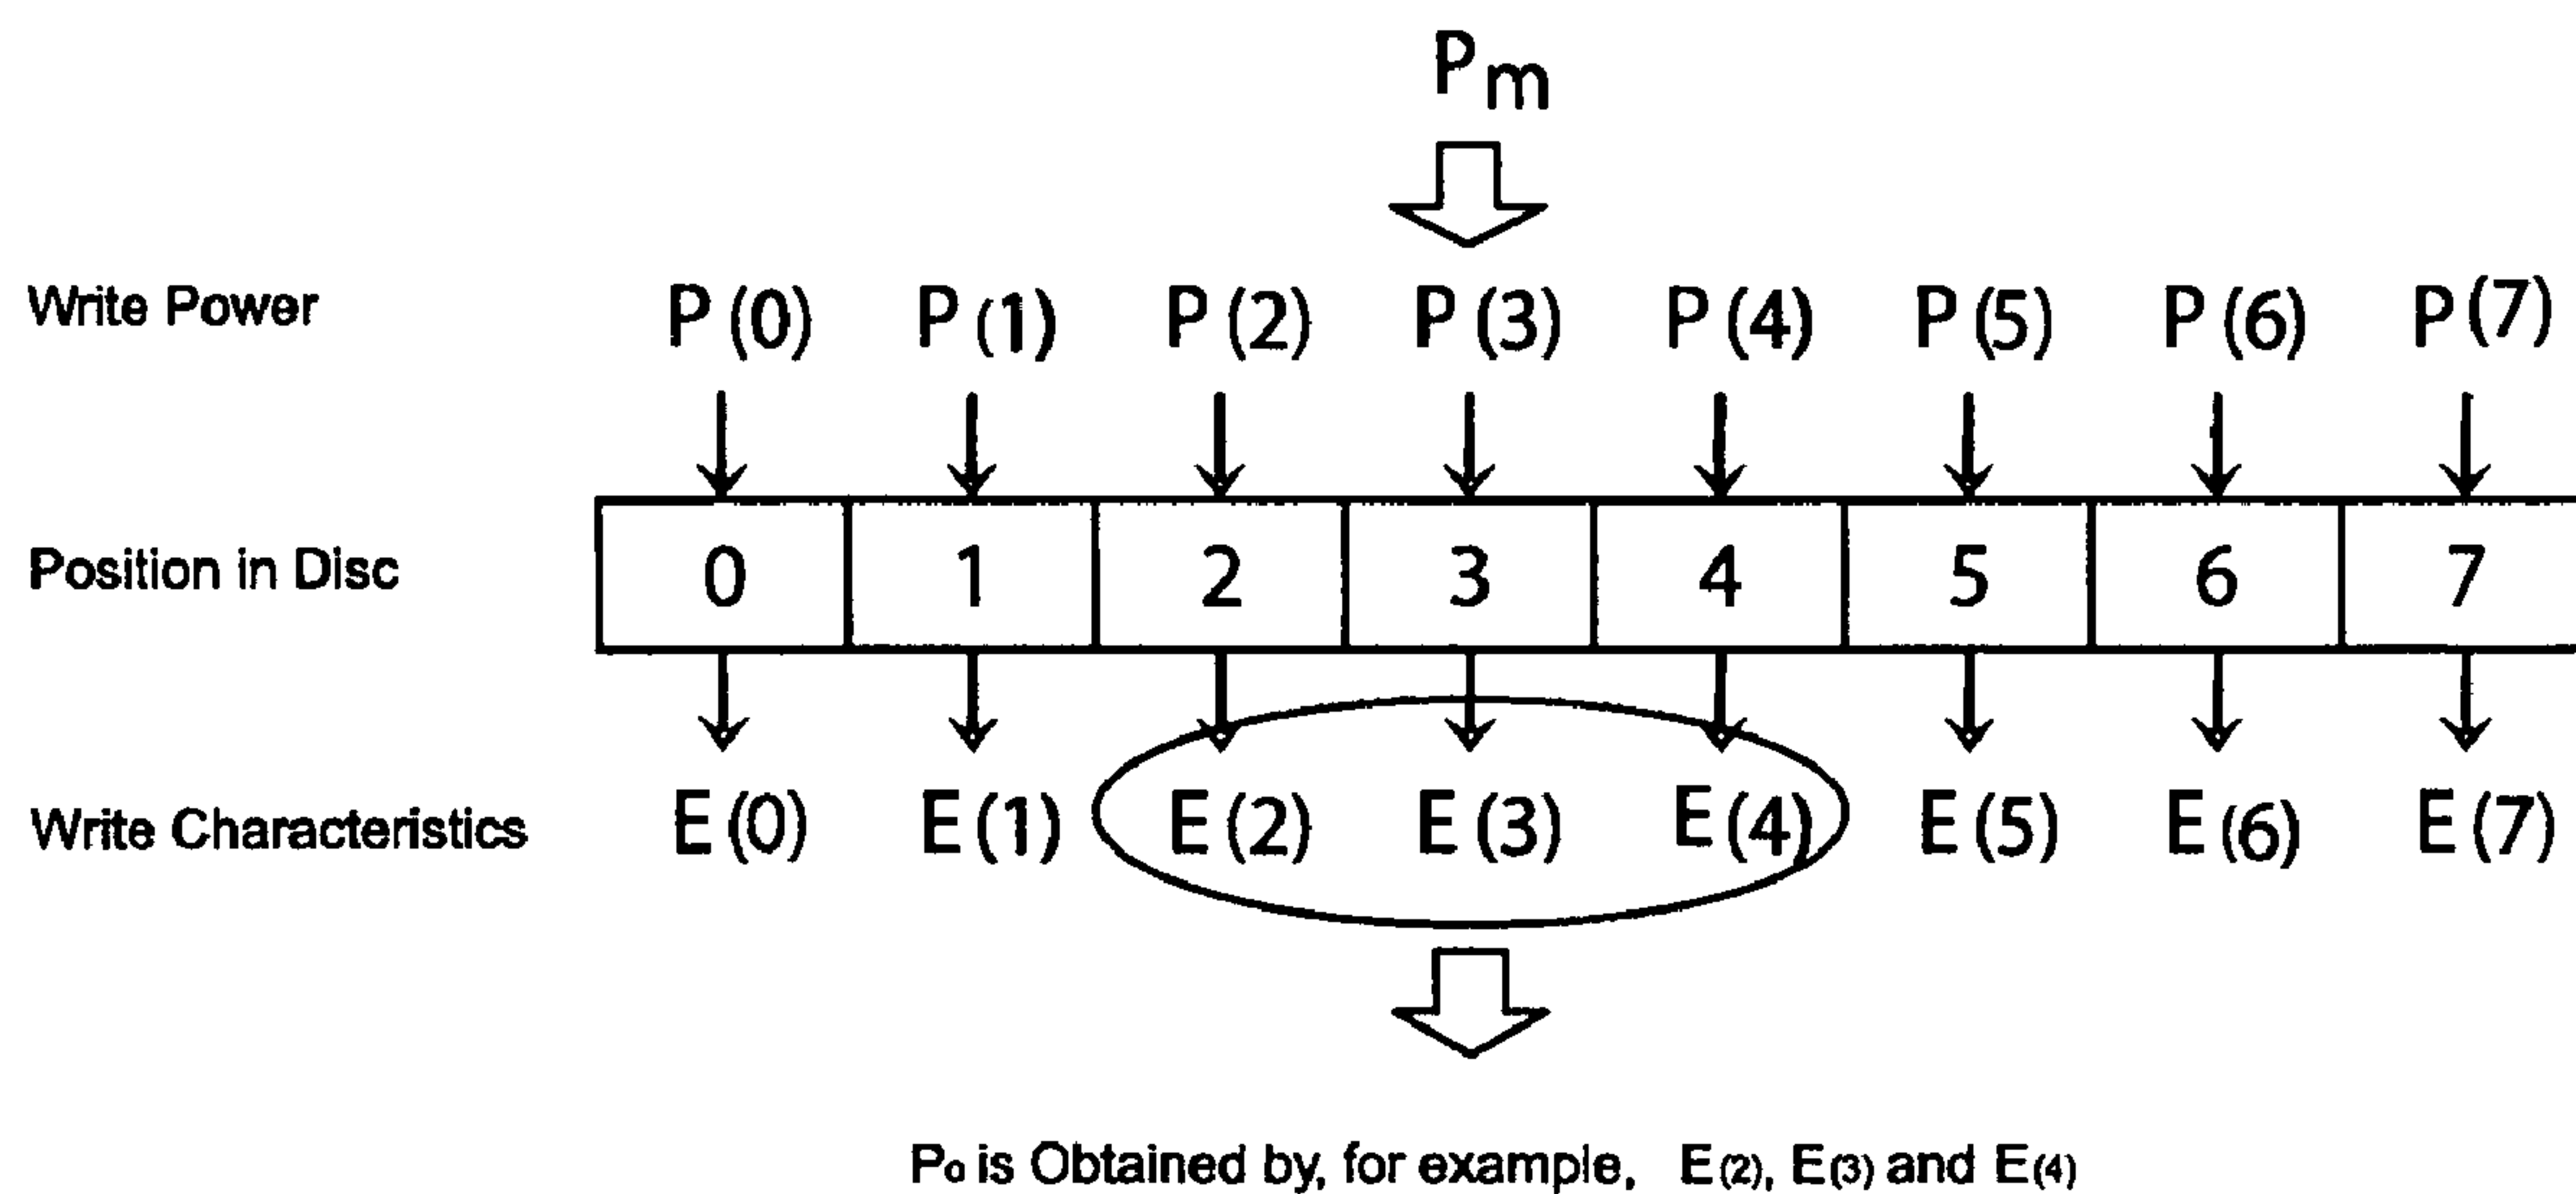 Pm
Write Power P(0) P(1) P(2) P(3) P(4) P(5) P(6) P(7)
Position in Disc 0 1 2 3 4 5 6 7
Write Characteristics E(0) E(1) E(2) E(3) E(4) E(5) E(6) E(7)
Po is Obtained by, for example, E(2), E(3) and E(4)